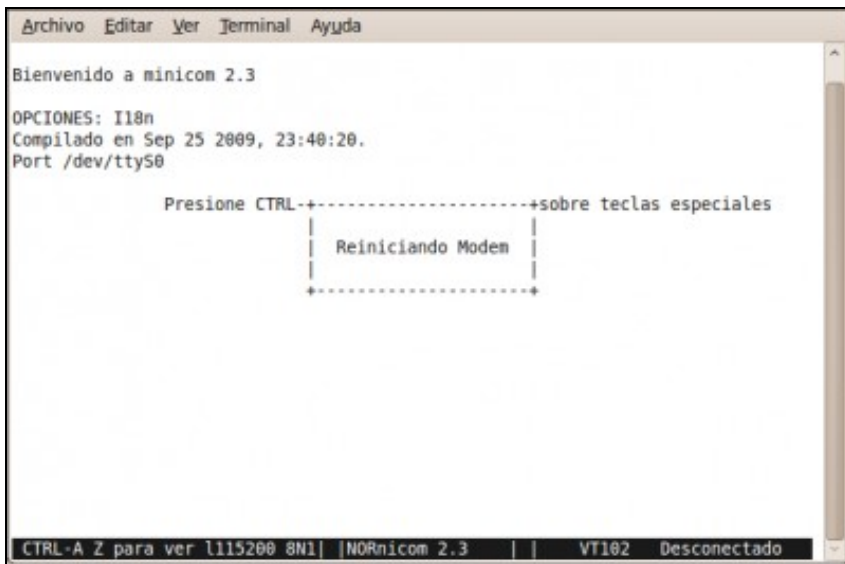 Archivo Editar Ver Terminal Ayuda
Bienvenido a minicom 2.3
OPCIONES: I18n
Compilado en Sep 25 2009, 23:40:20.
Port /dev/ttyS0
Presione CTRL-+----------------------+sobre teclas especiales
| |
| Reiniciando Modem |
| |
+----------------------+
CTRL-A Z para ver l115200 8N1| |NORnicom 2.3 | | VT102 Desconectado